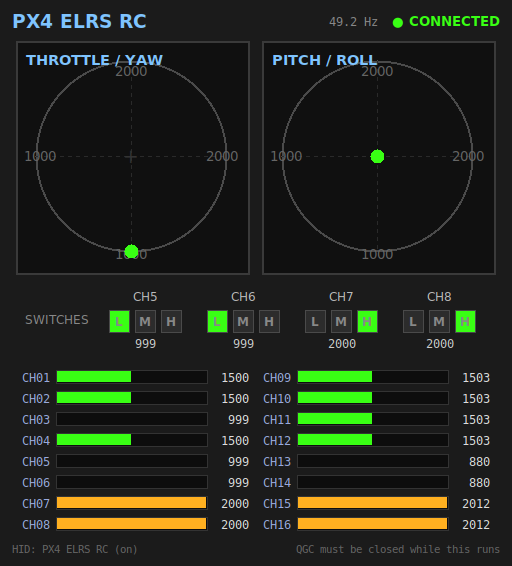 PX4 ELRS RC
49.2 Hz
CONNECTED
THROTTLE / YAW
2000
1000
2000
1000
PITCH / ROLL
2000
1000
2000
1000
CH5
CH6
CH7
CH8
SWITCHES
L M H
L M H
L M H
L M H
999
999
2000
2000
CH01 1500
CH02 1500
CH03 999
CH04 1500
CH05 999
CH06 999
CH07 2000
CH08 2000
CH09 1503
CH10 1503
CH11 1503
CH12 1503
CH13 880
CH14 880
CH15 2012
CH16 2012
HID: PX4 ELRS RC (on)
QGC must be closed while this runs